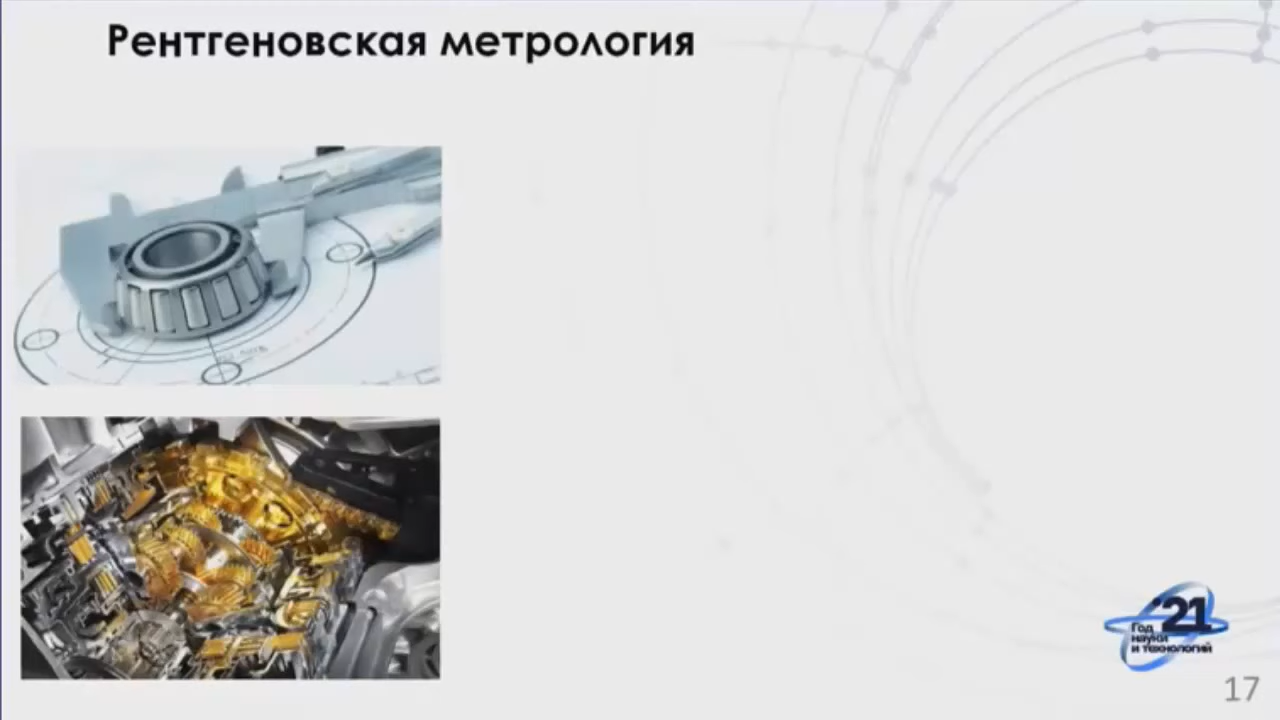 Рентгеновская метрология
'21
Год
науки
и технологий
17